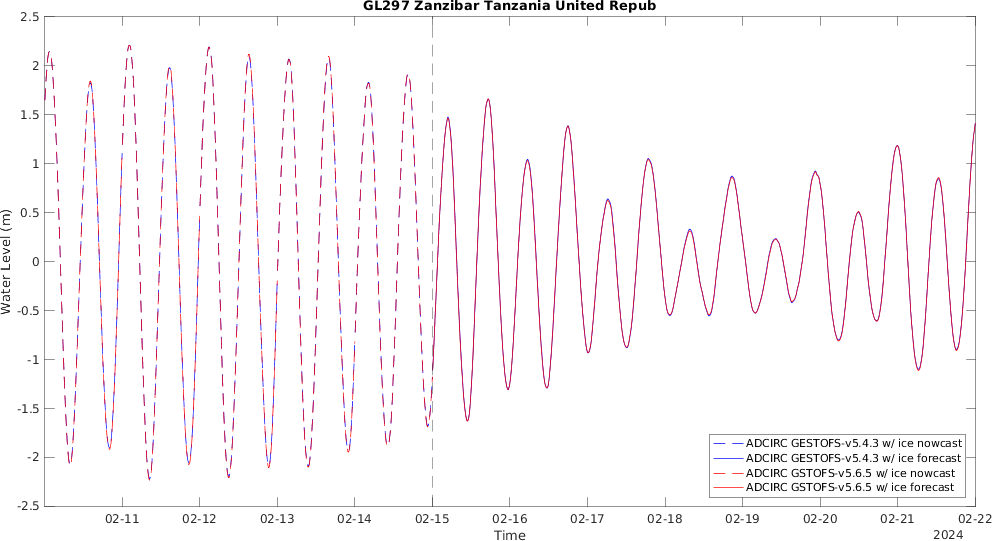 GL297 Zanzibar Tanzania United Repub
2.5
2
1.5
1
0.5
0
-0.5
-1
-1.5
-2
-2.5
Water Level (m)
ADCIRC GESTOFS-v5.4.3 w/ ice nowcast
ADCIRC GESTOFS-v5.4.3 w/ ice forecast
ADCIRC GSTOFS-v5.6.5 w/ ice nowcast
ADCIRC GSTOFS-v5.6.5 w/ ice forecast
02-11 02-12 02-13 02-14 02-15 02-16 02-17 02-18 02-19 02-20 02-21 02-22
Time
2024